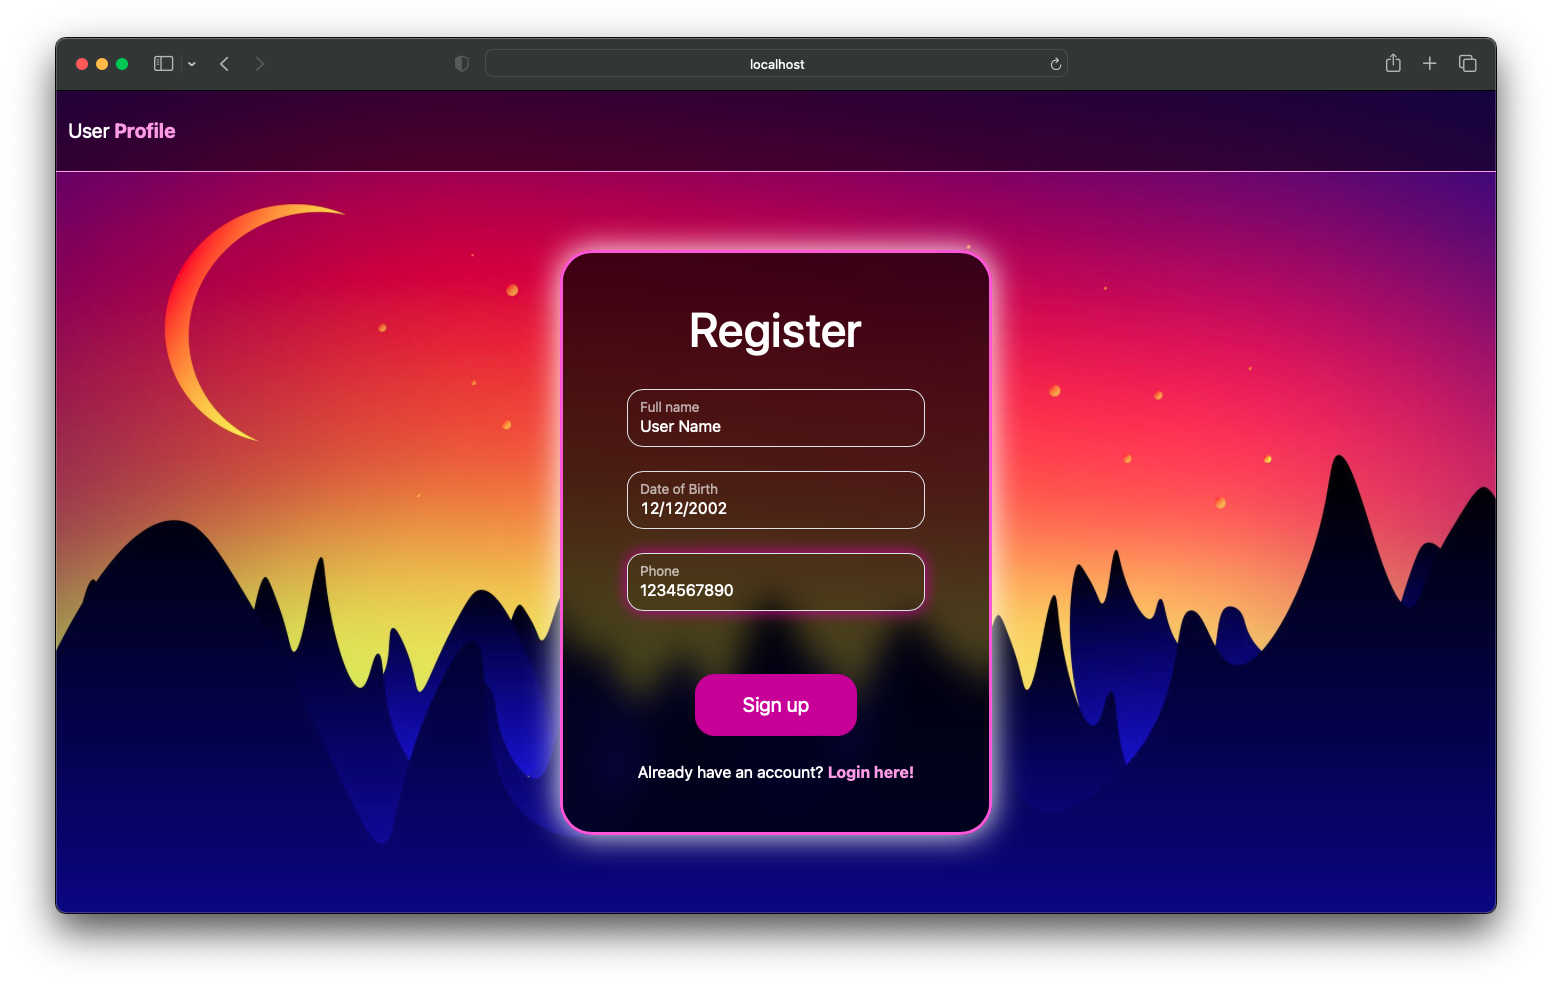 localhost
User Profile
Register
Full name
User Name
Date of Birth
12/12/2002
Phone
1234567890
Sign up
Already have an account? Login here!